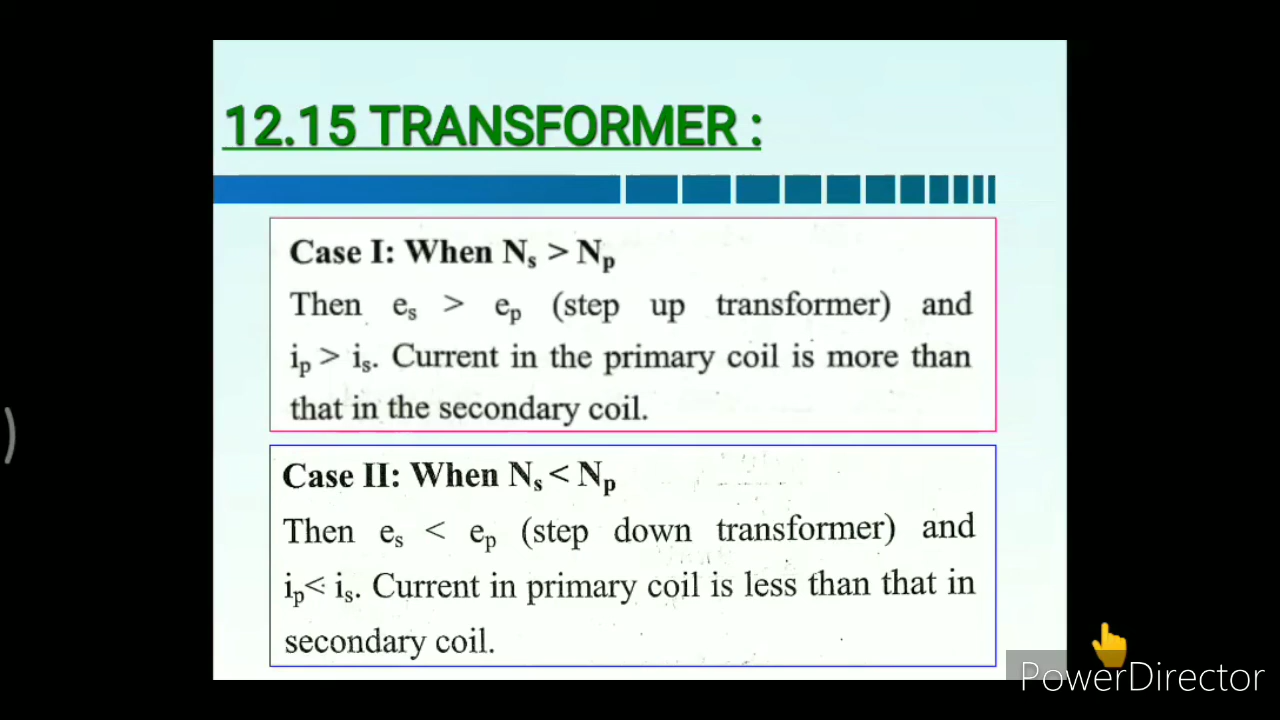 12.15 TRANSFORMER :
Case I: When Ns > Np
Then es > ep (step up transformer) and
ip > is. Current in the primary coil is more than
that in the secondary coil.
Case II: When Ns < Np
Then es < ep (step down transformer) and
ip< is. Current in primary coil is less than that in
secondary coil.
PowerDirector